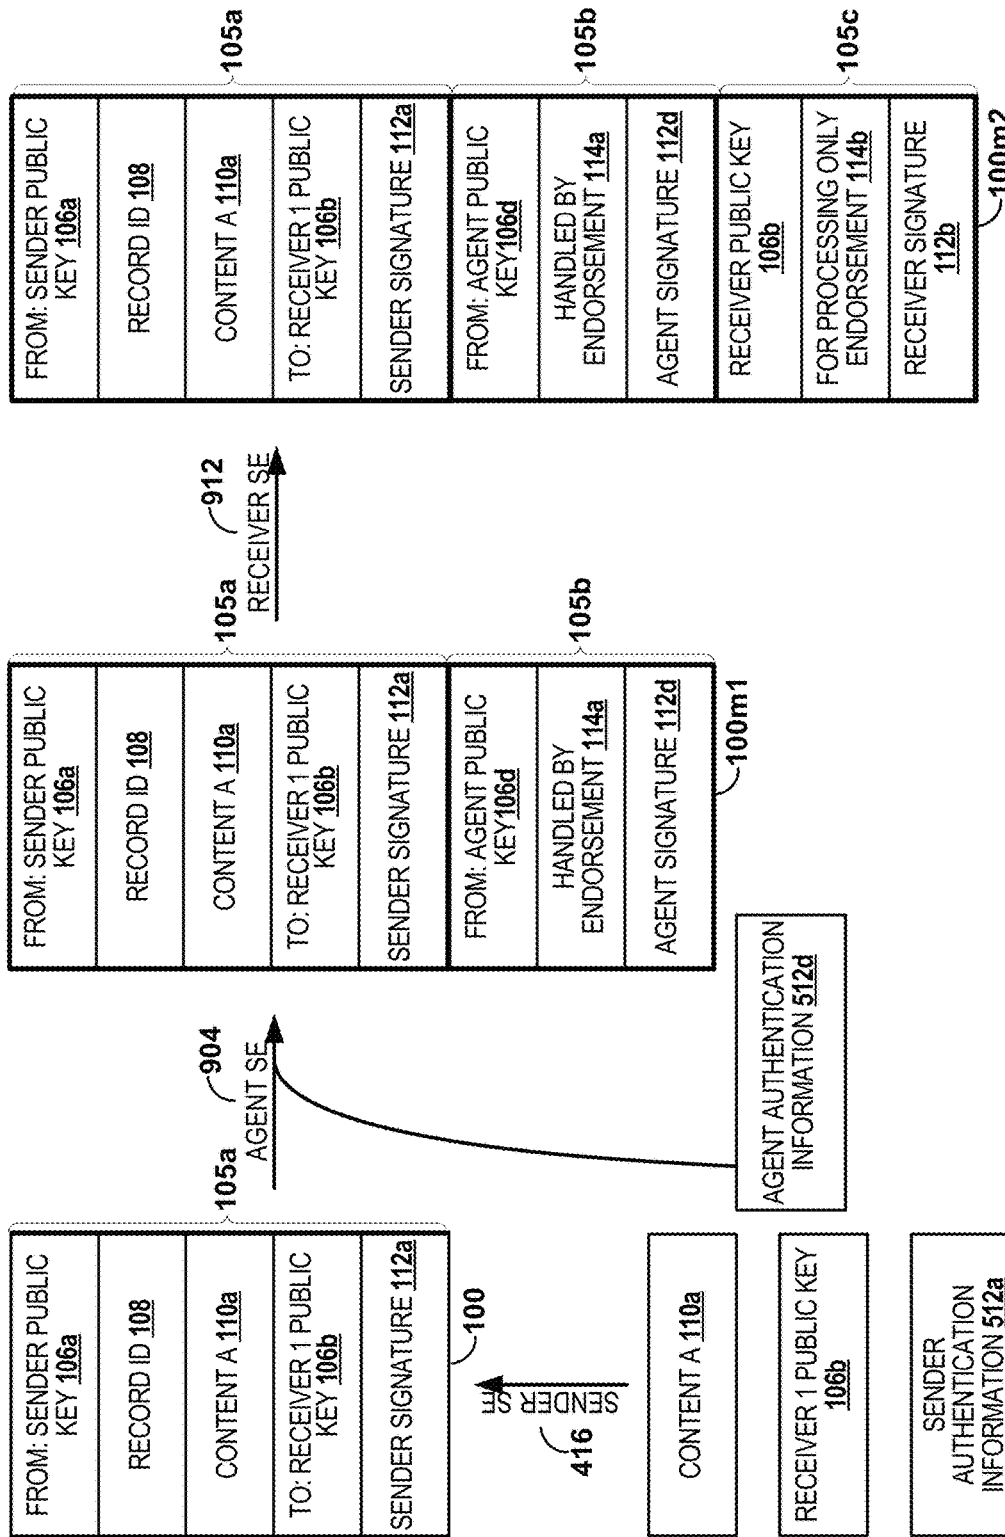 FROM: SENDER PUBLIC
KEY 106a
RECORD ID 108
CONTENT A 110a
TO: RECEIVER 1 PUBLIC
KEY 106b
SENDER SIGNATURE 112a
105a
100
416
SENDER SE
CONTENT A 110a
RECEIVER 1 PUBLIC KEY
106b
SENDER
AUTHENTICATION
INFORMATION 512a
904
AGENT SE
AGENT AUTHENTICATION
INFORMATION 512d
FROM: SENDER PUBLIC
KEY 106a
RECORD ID 108
CONTENT A 110a
TO: RECEIVER 1 PUBLIC
KEY 106b
SENDER SIGNATURE 112a
105a
FROM: AGENT PUBLIC
KEY106d
HANDLED BY
ENDORSEMENT 114a
AGENT SIGNATURE 112d
105b
100m1
912
RECEIVER SE
FROM: SENDER PUBLIC
KEY 106a
RECORD ID 108
CONTENT A 110a
TO: RECEIVER 1 PUBLIC
KEY 106b
SENDER SIGNATURE 112a
105a
FROM: AGENT PUBLIC
KEY106d
HANDLED BY
ENDORSEMENT 114a
AGENT SIGNATURE 112d
105b
RECEIVER PUBLIC KEY
106b
FOR PROCESSING ONLY
ENDORSEMENT 114b
RECEIVER SIGNATURE
112b
105c
100m2